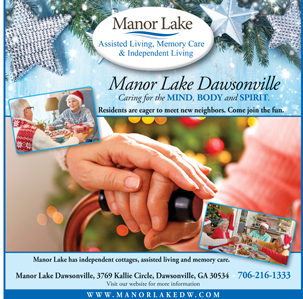 Manor Lake
Assisted Living, Memory Care
& Independent Living
Manor Lake Dawsonville
Caring for the MIND, BODY and SPIRIT.
Residents are eager to meet new neighbors. Come join the fun.
Manor Lake has independent cottages, assisted living and memory care.
Manor Lake Dawsonville, 3769 Kallie Circle, Dawsonville, GA 30534 706-216-1333
Visit our website for more information
WWW.MANORLAKEDW.COM